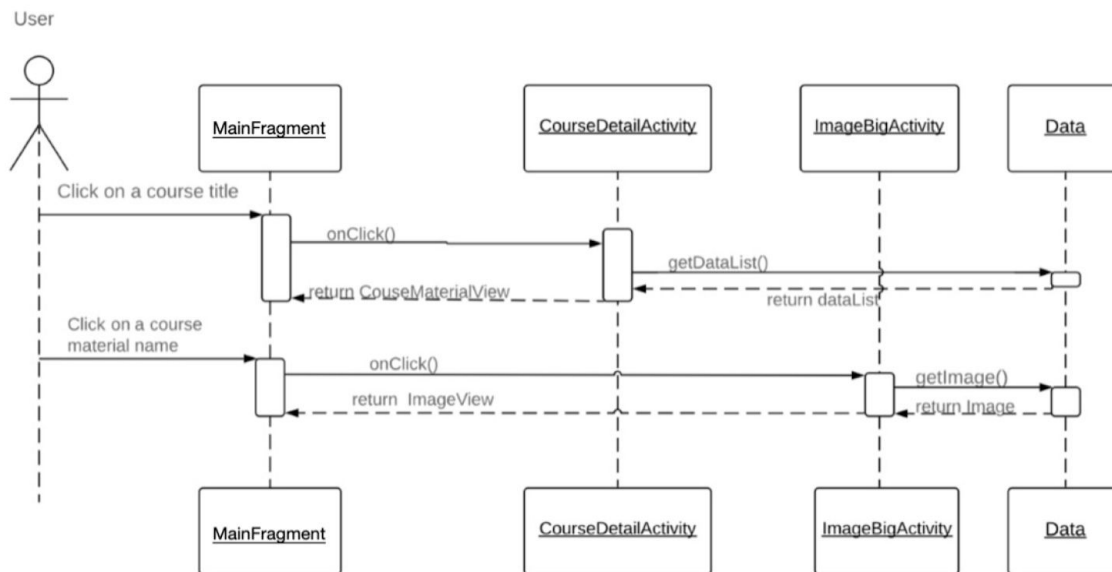 User
MainFragment
CourseDetailActivity
ImageBigActivity
Data
Click on a course title
onClick()
getDataList()
return CouseMaterialView
return dataList
Click on a course
material name
onClick()
getImage()
return ImageView
return Image
MainFragment
CourseDetailActivity
ImageBigActivity
Data